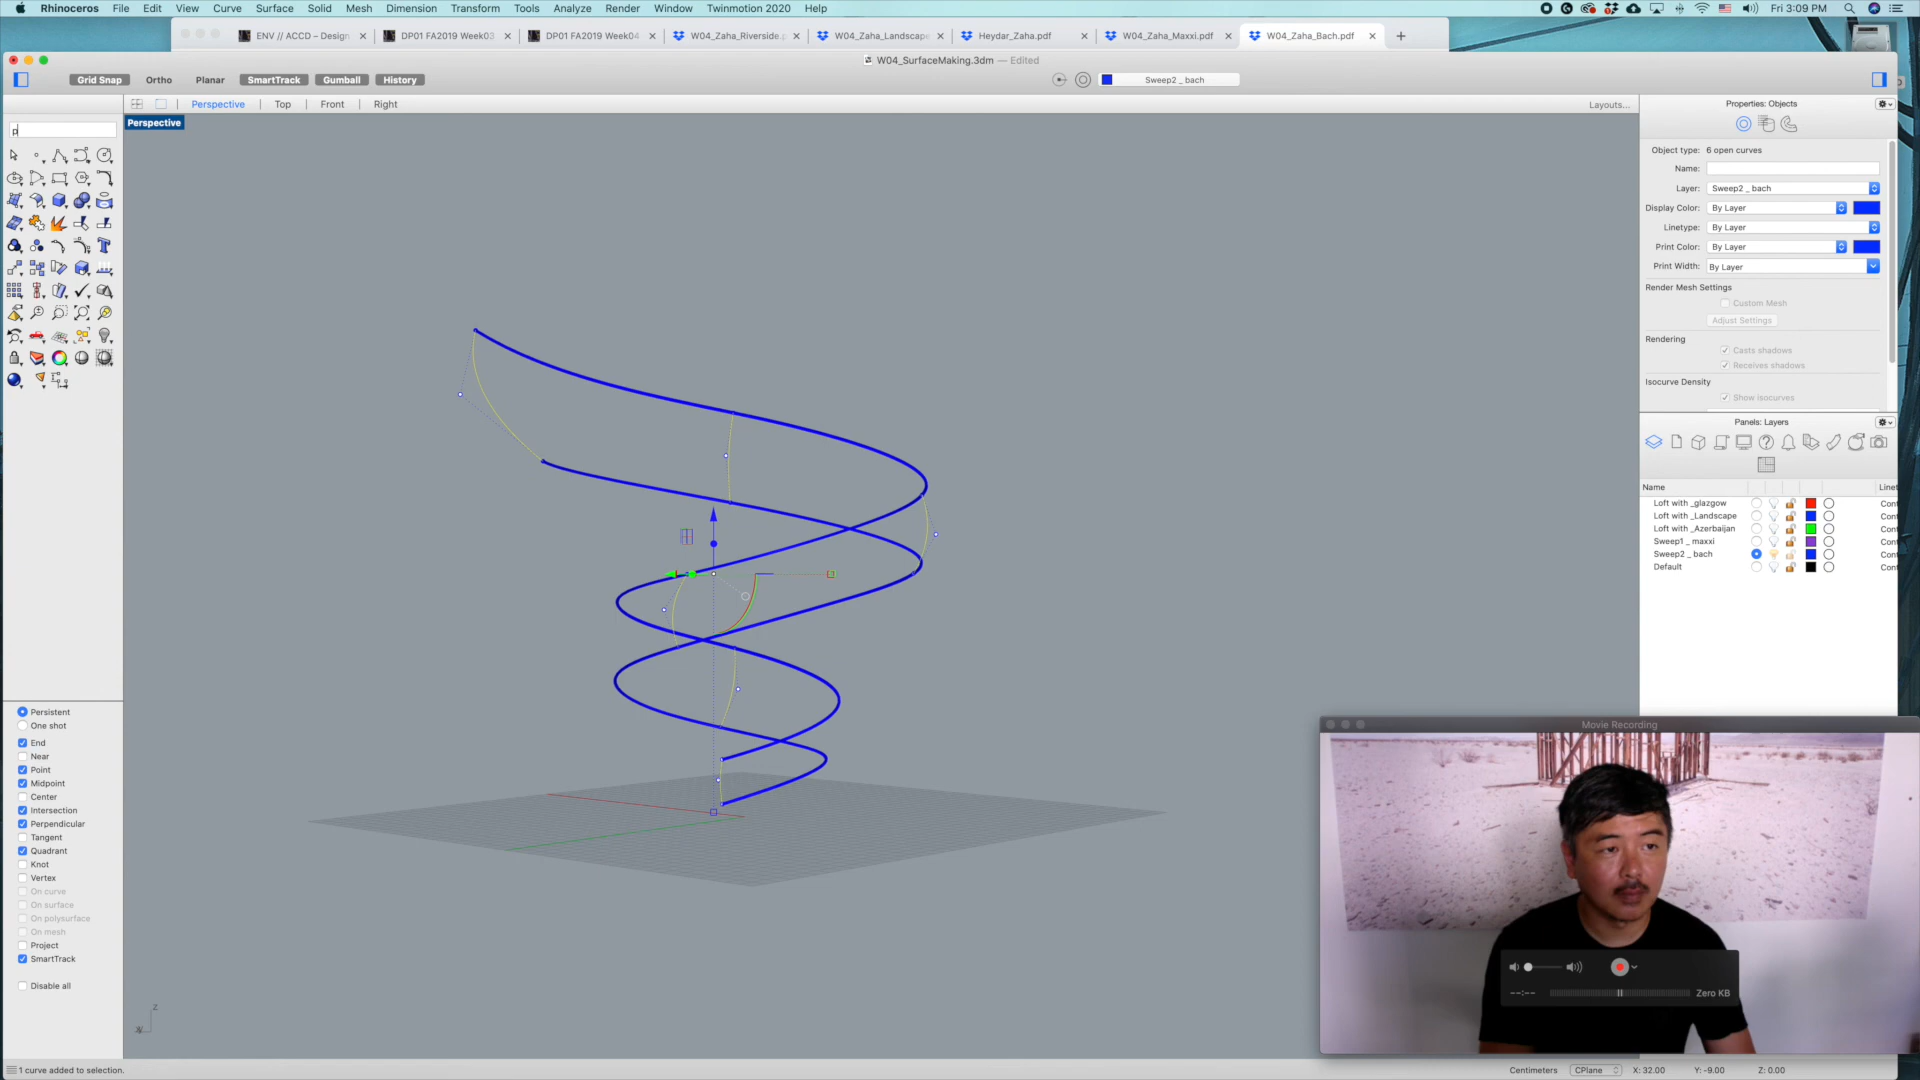 Rhinoceros File Edit View Curve Surface Solid Mesh Dimension Transform Tools Analyze Render Window Twinmotion 2020 Help Fri 3:09 PM
ENV // ACCD – Design DP01 FA2019 Week03 DP01 FA2019 Week04 W04_Zaha_Riverside.p W04_Zaha_Landscape Heydar_Zaha.pdf W04_Zaha_Maxxi.pdf W04_Zaha_Bach.pdf
W04_SurfaceMaking.3dm — Edited
Grid Snap Ortho Planar SmartTrack Gumball History Sweep2 _ bach
Perspective Top Front Right Layouts...
Perspective
p
Properties: Objects
Object type: 6 open curves
Name:
Layer: Sweep2 _ bach
Display Color: By Layer
Linetype: By Layer
Print Color: By Layer
Print Width: By Layer
Render Mesh Settings
Custom Mesh
Adjust Settings
Rendering
Casts shadows
Receives shadows
Isocurve Density
Show isocurves
Panels: Layers
Name Linet
Loft with _glazgow Cont
Loft with _Landscape Cont
Loft with _Azerbaijan Cont
Sweep1 _ maxxi Cont
Sweep2 _ bach Cont
Default Cont
Persistent
One shot
End
Near
Point
Midpoint
Center
Intersection
Perpendicular
Tangent
Quadrant
Knot
Vertex
On curve
On surface
On polysurface
On mesh
Project
SmartTrack
Disable all
z
Movie Recording
--:-- Zero KB
1 curve added to selection. Centimeters CPlane X: 32.00 Y: -9.00 Z: 0.00